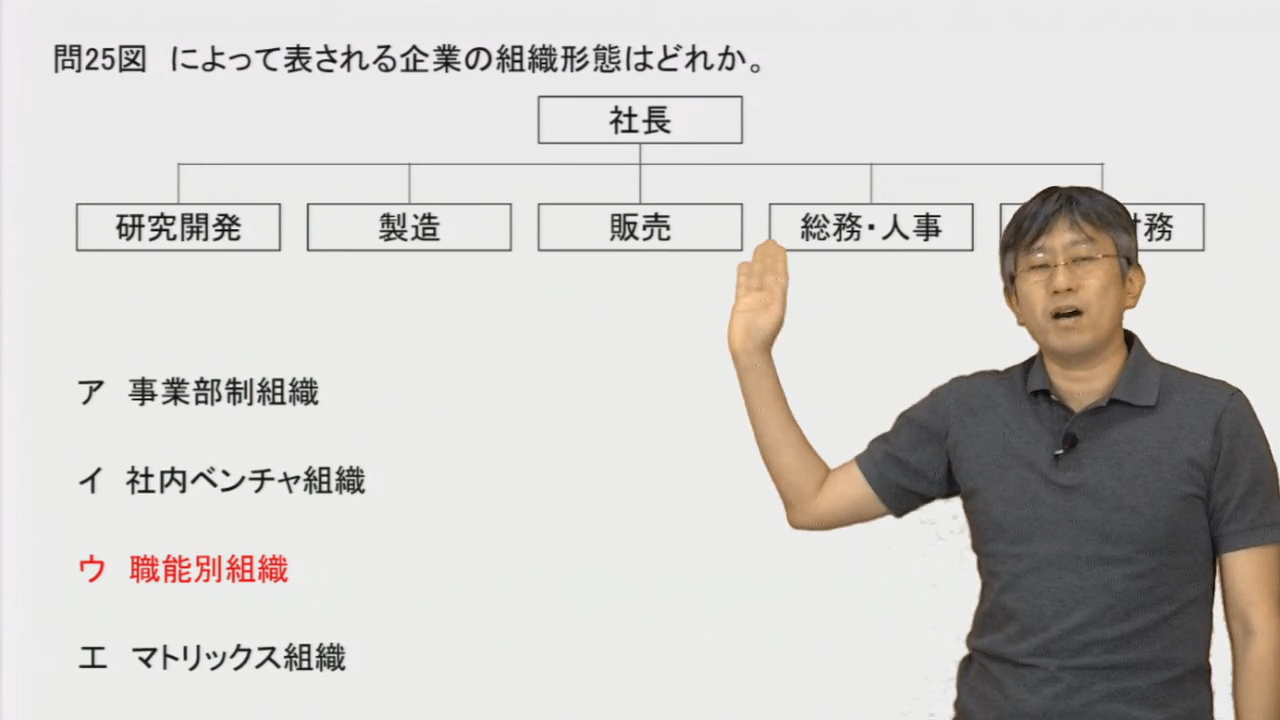 問25図 によって表される企業の組織形態はどれか。
社長
研究開発 製造 販売 総務・人事 務
ア 事業部制組織
イ 社内ベンチャ組織
ウ 職能別組織
エ マトリックス組織